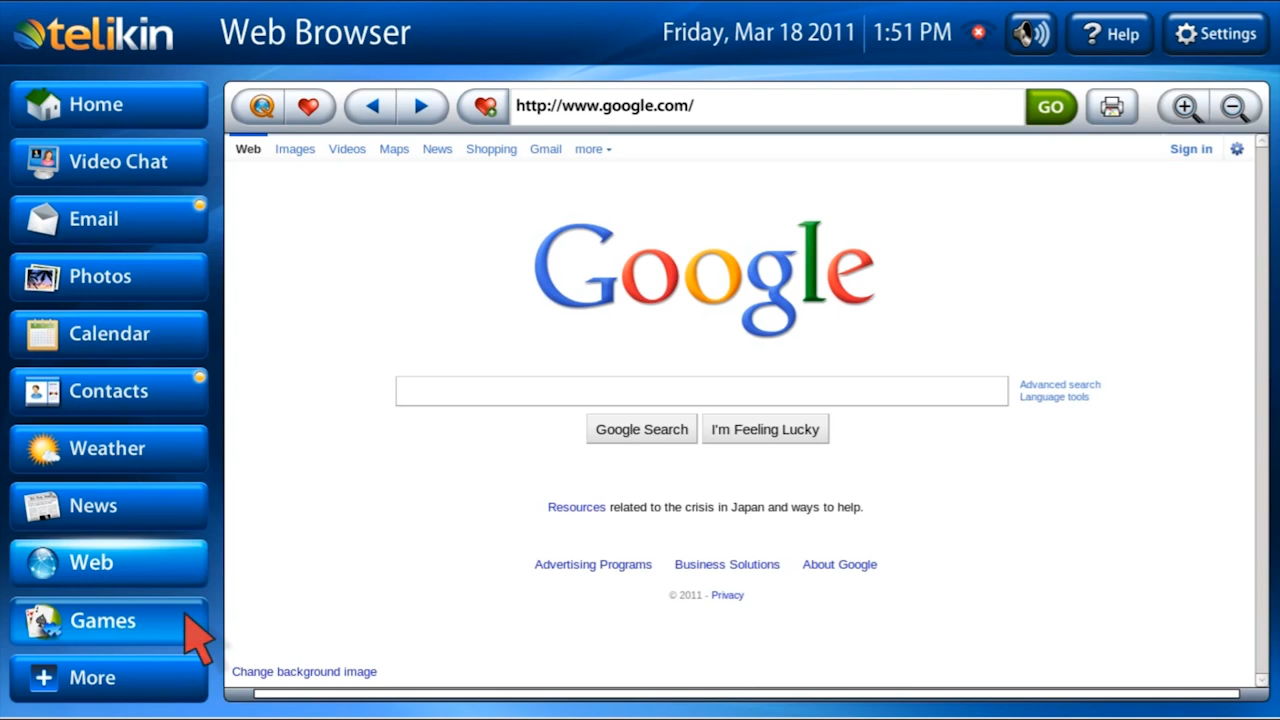 telikin Web Browser Friday, Mar 18 2011 1:51 PM Help Settings
Home
Video Chat
Email
Photos
Calendar
Contacts
Weather
News
Web
Games
More
http://www.google.com/ GO
Web Images Videos Maps News Shopping Gmail more Sign in
Google
Advanced search
Language tools
Google Search I'm Feeling Lucky
Resources related to the crisis in Japan and ways to help.
Advertising Programs Business Solutions About Google
© 2011 - Privacy
Change background image